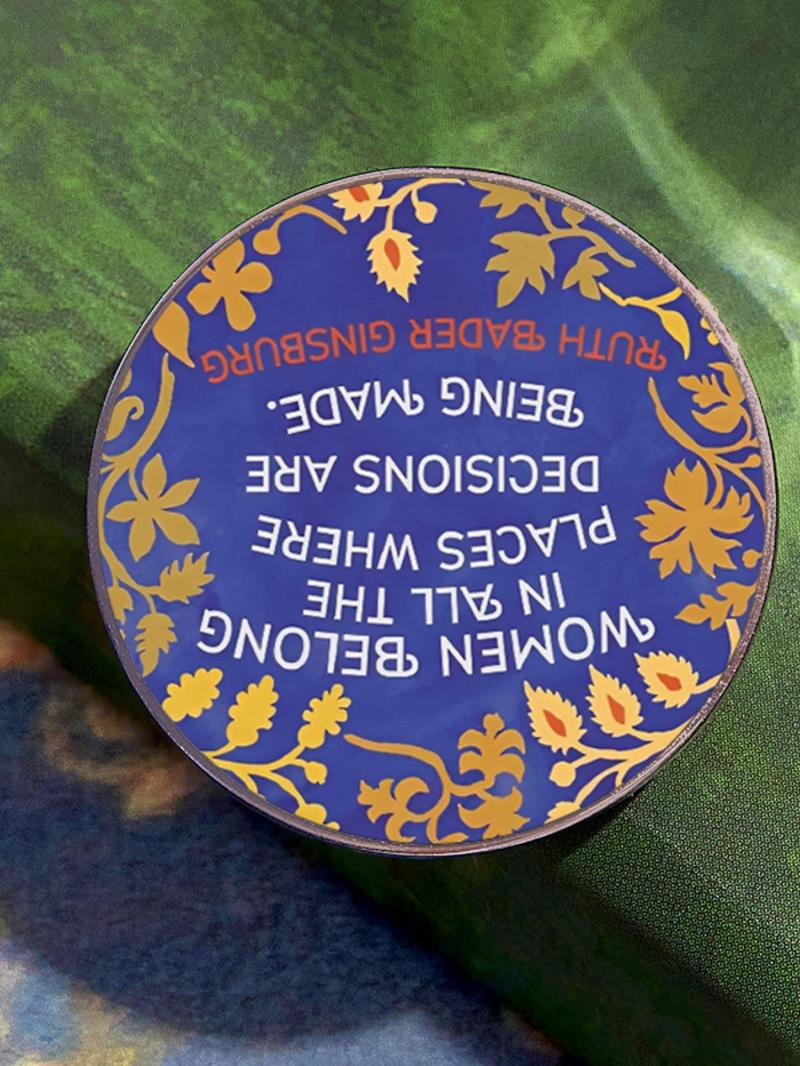 WOMEN BELONG
IN ALL THE
PLACES WHERE
DECISIONS ARE
BEING MADE.
RUTH BADER GINSBURG